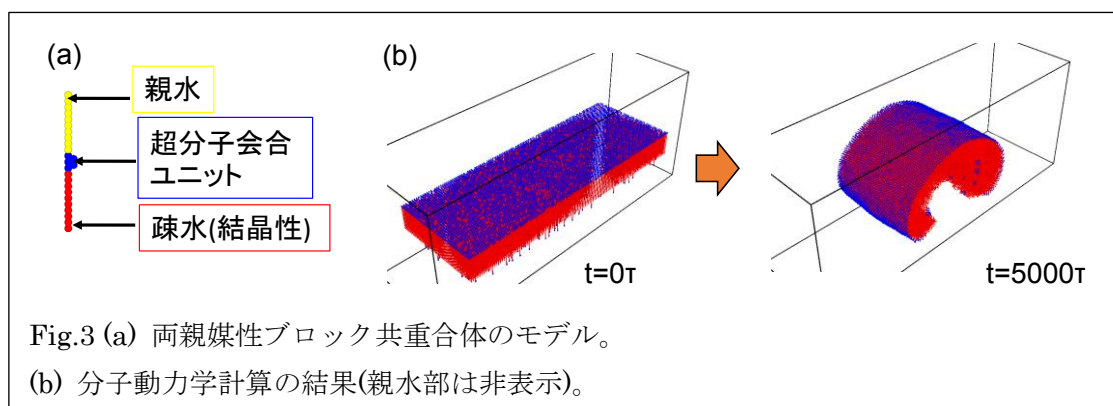 (a)
親水
超分子会合
ユニット
疎水(結晶性)
(b)
t=0τ
t=5000τ
Fig.3 (a) 両親媒性ブロック共重合体のモデル。
(b) 分子動力学計算の結果(親水部は非表示)。